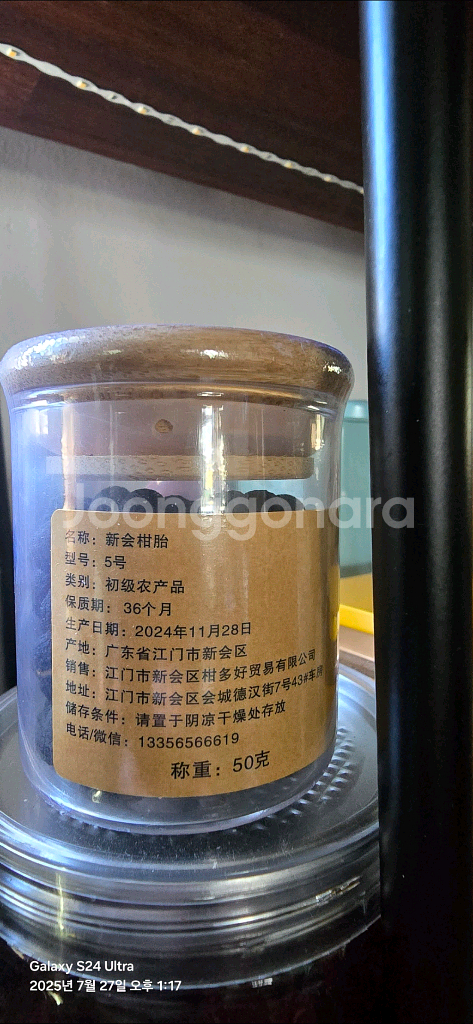 Joonggonara
名称：新会柑胎
型号：5号
类别：初级农产品
保质期：36个月
生产日期：2024年11月28日
产地：广东省江门市新会区
销售：江门市新会区柑多好贸易有限公司
地址：江门市新会区会城德汉街7号43#车牌
储存条件：请置于阴凉干燥处存放
电话/微信：13356566619
称重：50克
Galaxy S24 Ultra
2025년 7월 27일 오후 1:17